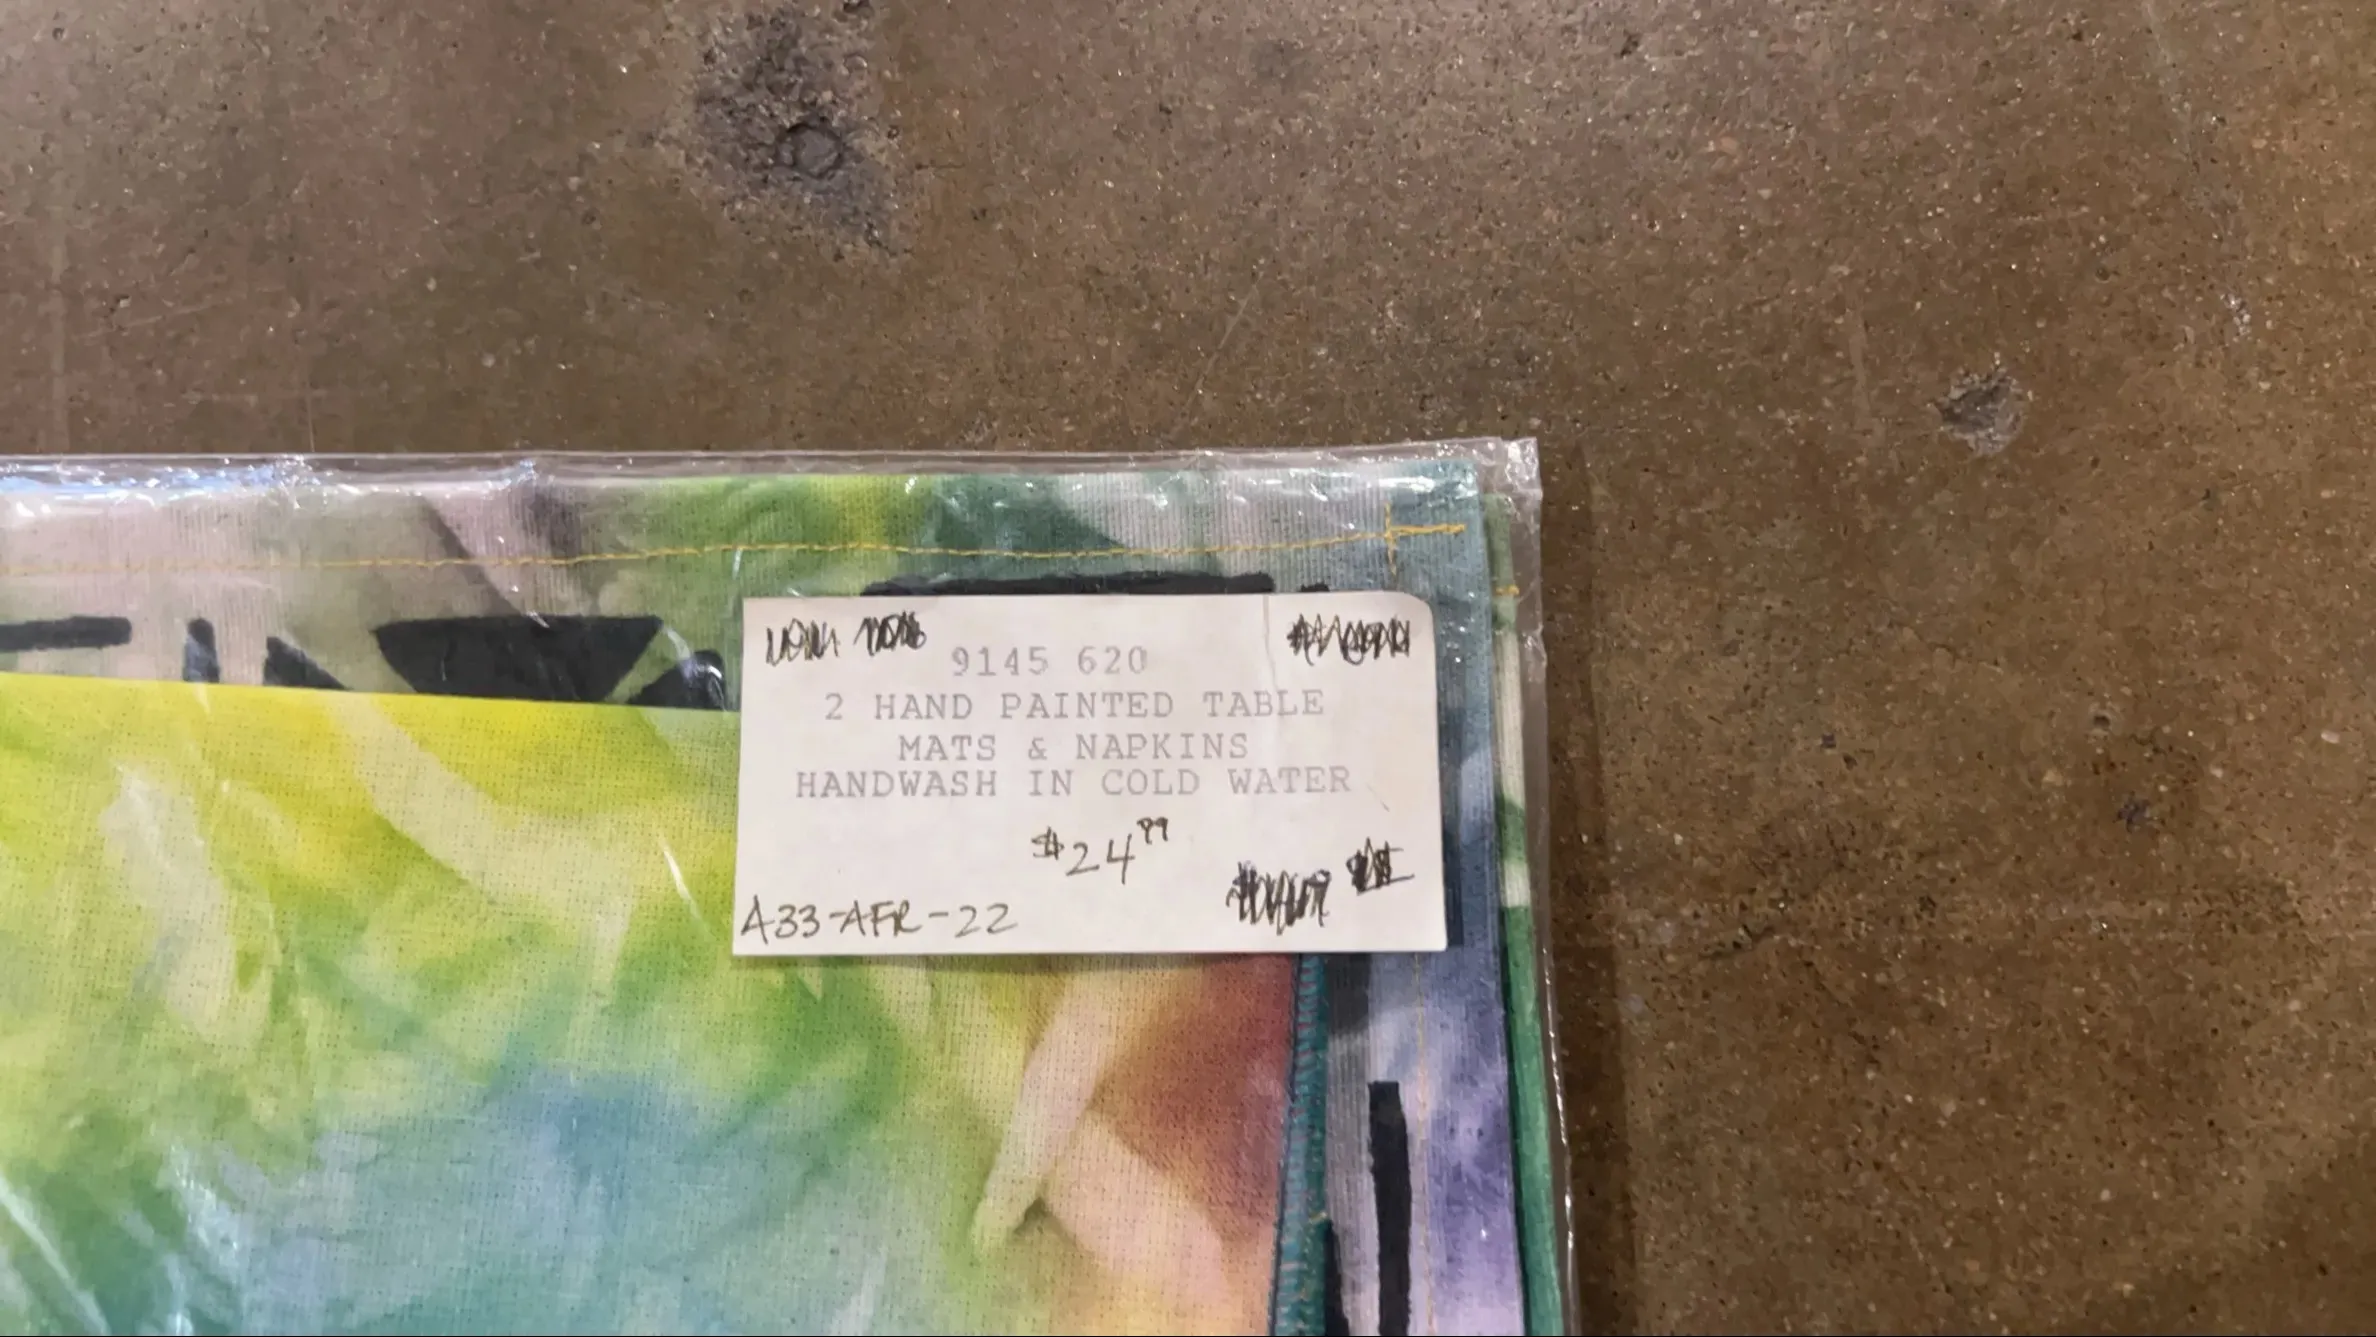 9145 620
2 HAND PAINTED TABLE
MATS & NAPKINS
HANDWASH IN COLD WATER
$24.99
A33-AFR-22